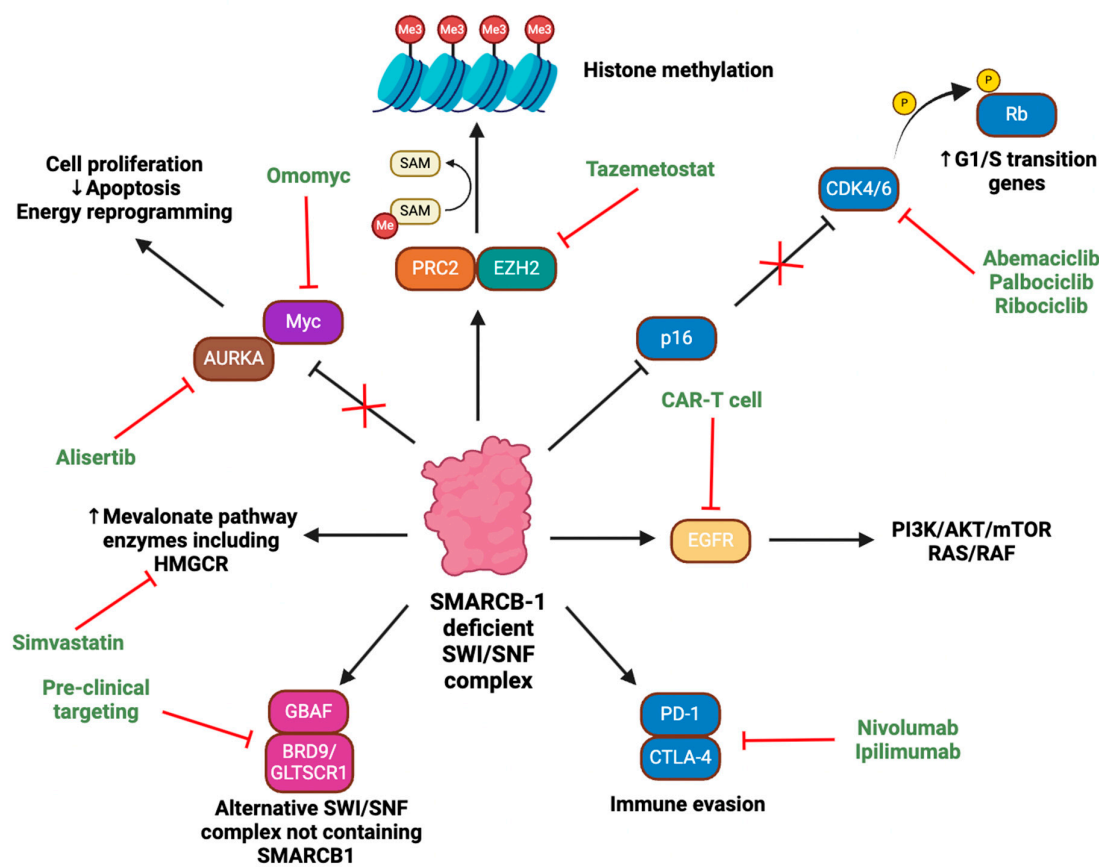 Me3 Me3 Me3 Me3
Histone methylation
P
P
Rb
↑G1/S transition
genes
CDK4/6
Cell proliferation
↓Apoptosis
Energy reprogramming
Omomyc
SAM
SAM
Me
Tazemetostat
PRC2 EZH2
Abemaciclib
Palbociclib
Ribociclib
Myc
AURKA
p16
Alisertib
CAR-T cell
↑Mevalonate pathway
enzymes including
HMGCR
EGFR
PI3K/AKT/mTOR
RAS/RAF
Simvastatin
SMARCB-1
deficient
SWI/SNF
complex
Pre-clinical
targeting
GBAF
BRD9/
GLTSCR1
Alternative SWI/SNF
complex not containing
SMARCB1
PD-1
CTLA-4
Immune evasion
Nivolumab
Ipilimumab